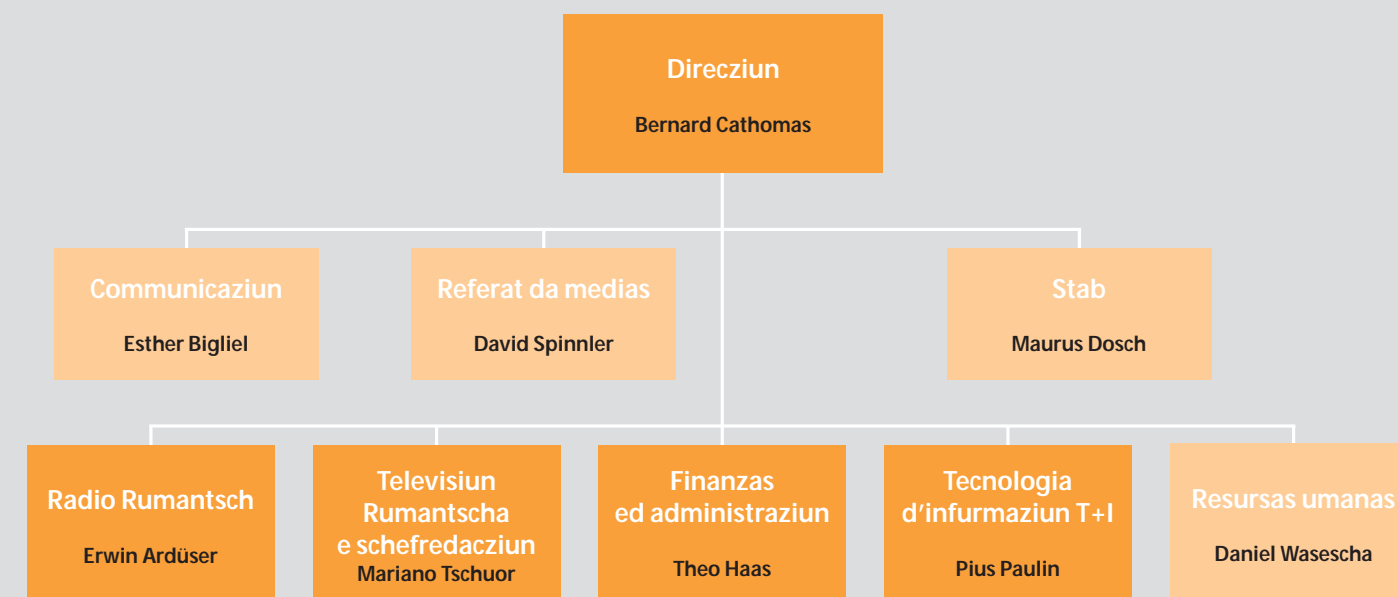 Direcziun
Bernard Cathomas
Communicaziun
Esther Bigliel
Referat da medias
David Spinnler
Stab
Maurus Dosch
Radio Rumantsch
Erwin Ardüser
Televisiun
Rumantscha
e schefredacziun
Mariano Tschuor
Finanzas
ed administraziun
Theo Haas
Tecnologia
d'infurmaziun T+I
Pius Paulin
Resursas umanas
Daniel Wasescha